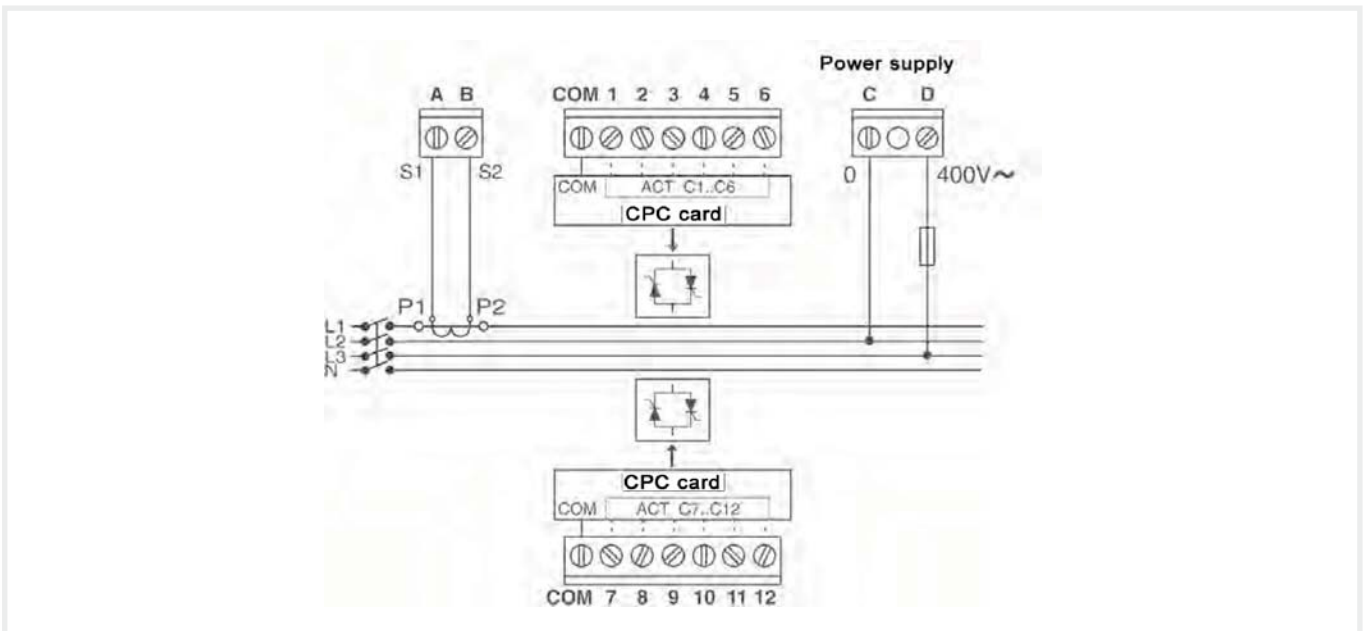 Power supply
A B
COM 1 2 3 4 5 6
C D
S1 S2
0 400V~
COM ACT C1..C6
CPC card
P1 P2
L1
L2
L3
N
CPC card
COM ACT C7..C12
COM 7 8 9 10 11 12